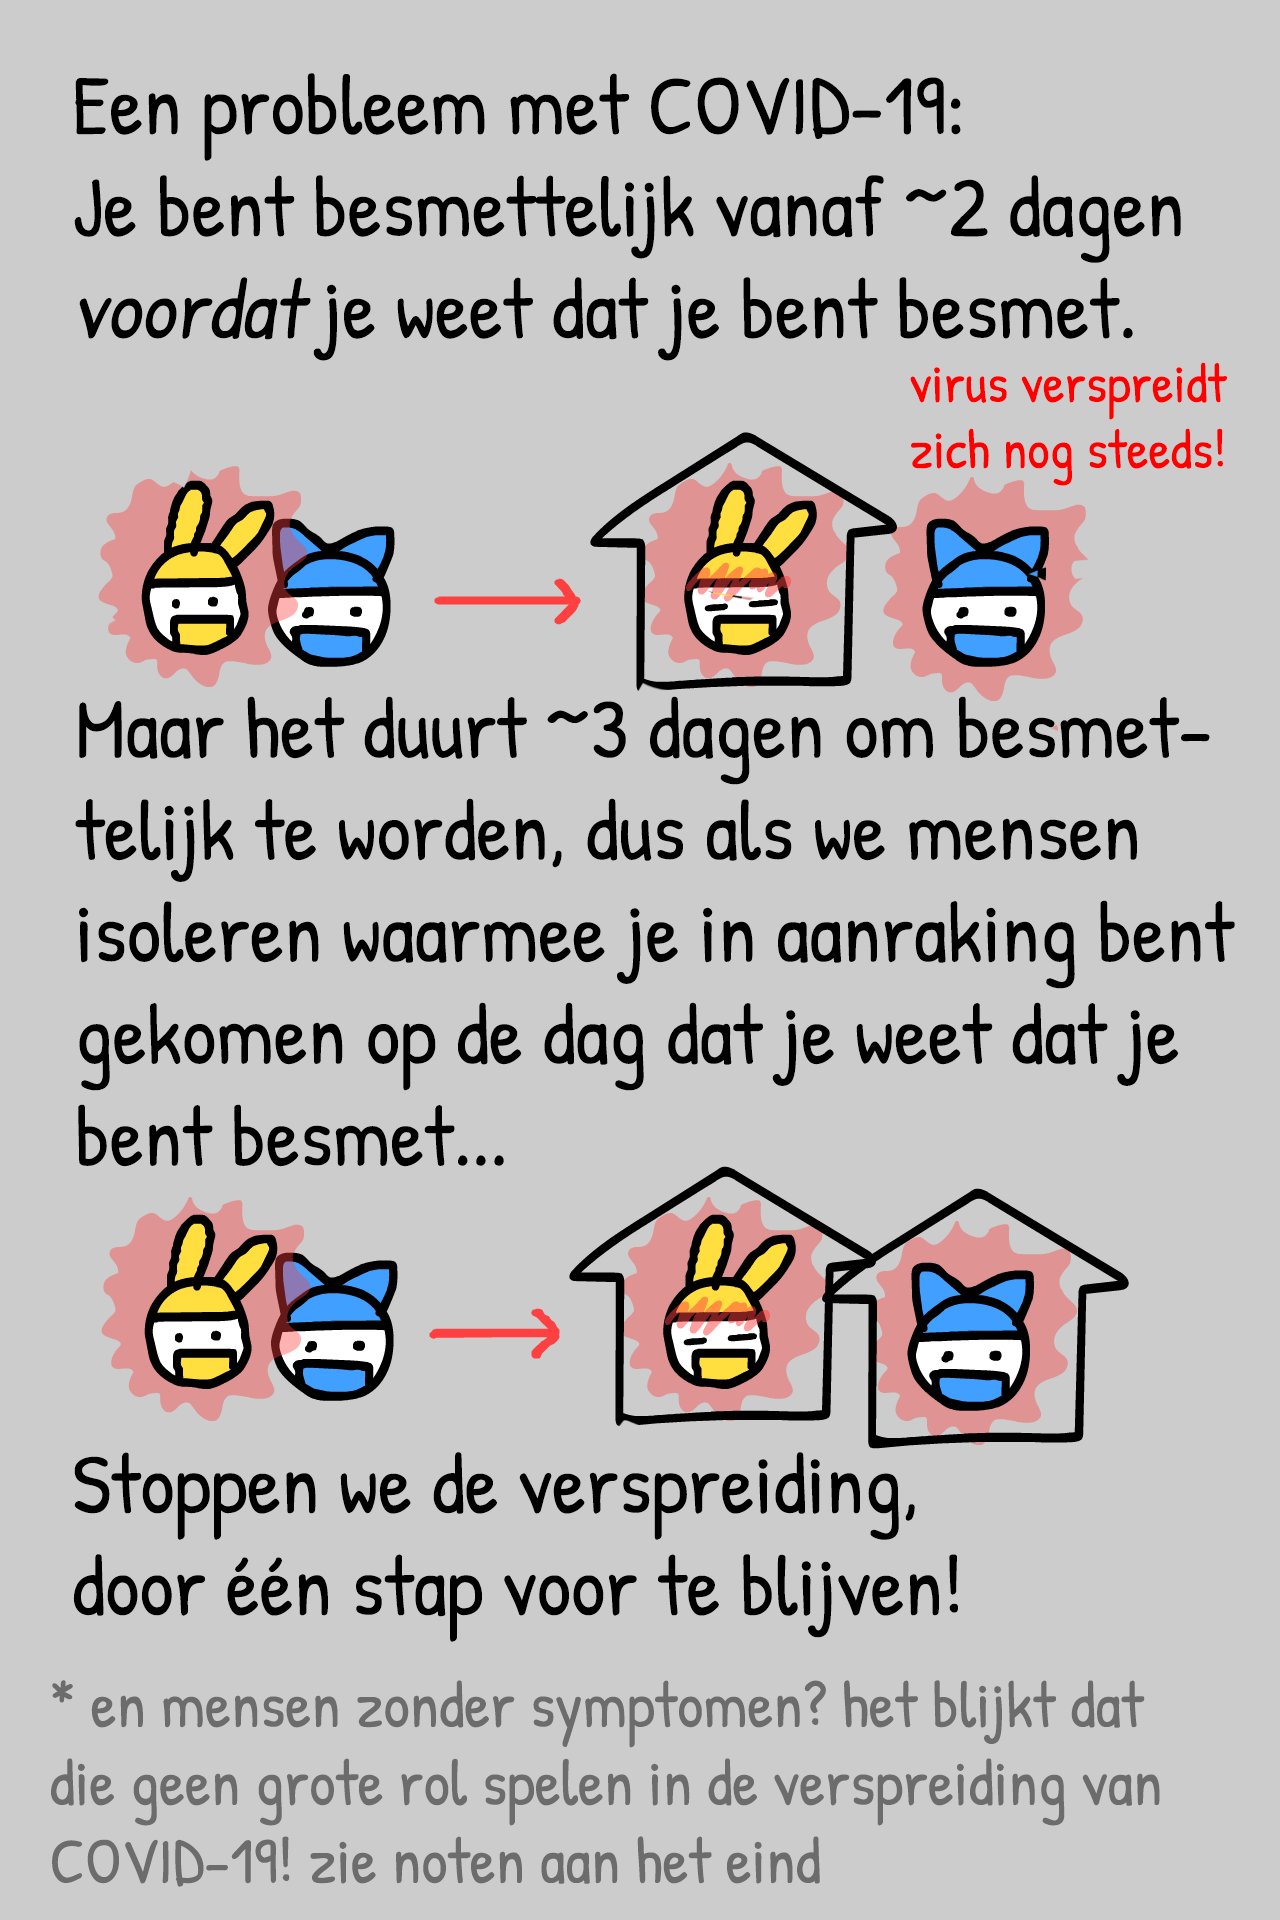 Een probleem met COVID-19:
Je bent besmettelijk vanaf ~2 dagen
voordat je weet dat je bent besmet.
virus verspreidt
zich nog steeds!
Maar het duurt ~3 dagen om besmet-
telijk te worden, dus als we mensen
isoleren waarmee je in aanraking bent
gekomen op de dag dat je weet dat je
bent besmet...
Stoppen we de verspreiding,
door één stap voor te blijven!
* en mensen zonder symptomen? het blijkt dat
die geen grote rol spelen in de verspreiding van
COVID-19! zie noten aan het eind